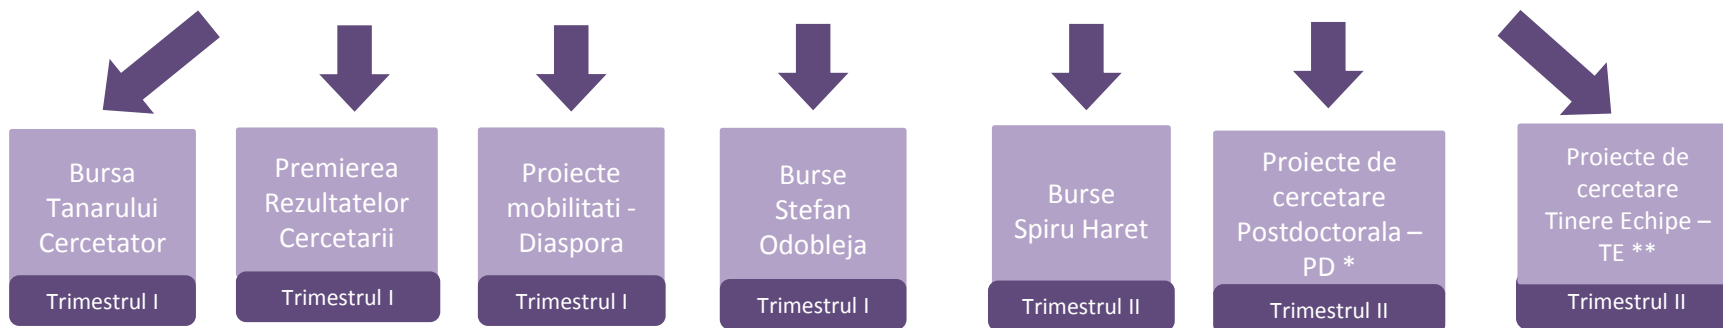 Bursa
Tanarului
Cercetator
Trimestrul I
Premierea
Rezultatelor
Cercetarii
Trimestrul I
Proiecte
mobilitati -
Diaspora
Trimestrul I
Burse
Stefan
Odobleja
Trimestrul I
Burse
Spiru Haret
Trimestrul II
Proiecte de
cercetare
Postdoctorala –
PD *
Trimestrul II
Proiecte de
cercetare
Tinere Echipe –
TE **
Trimestrul II